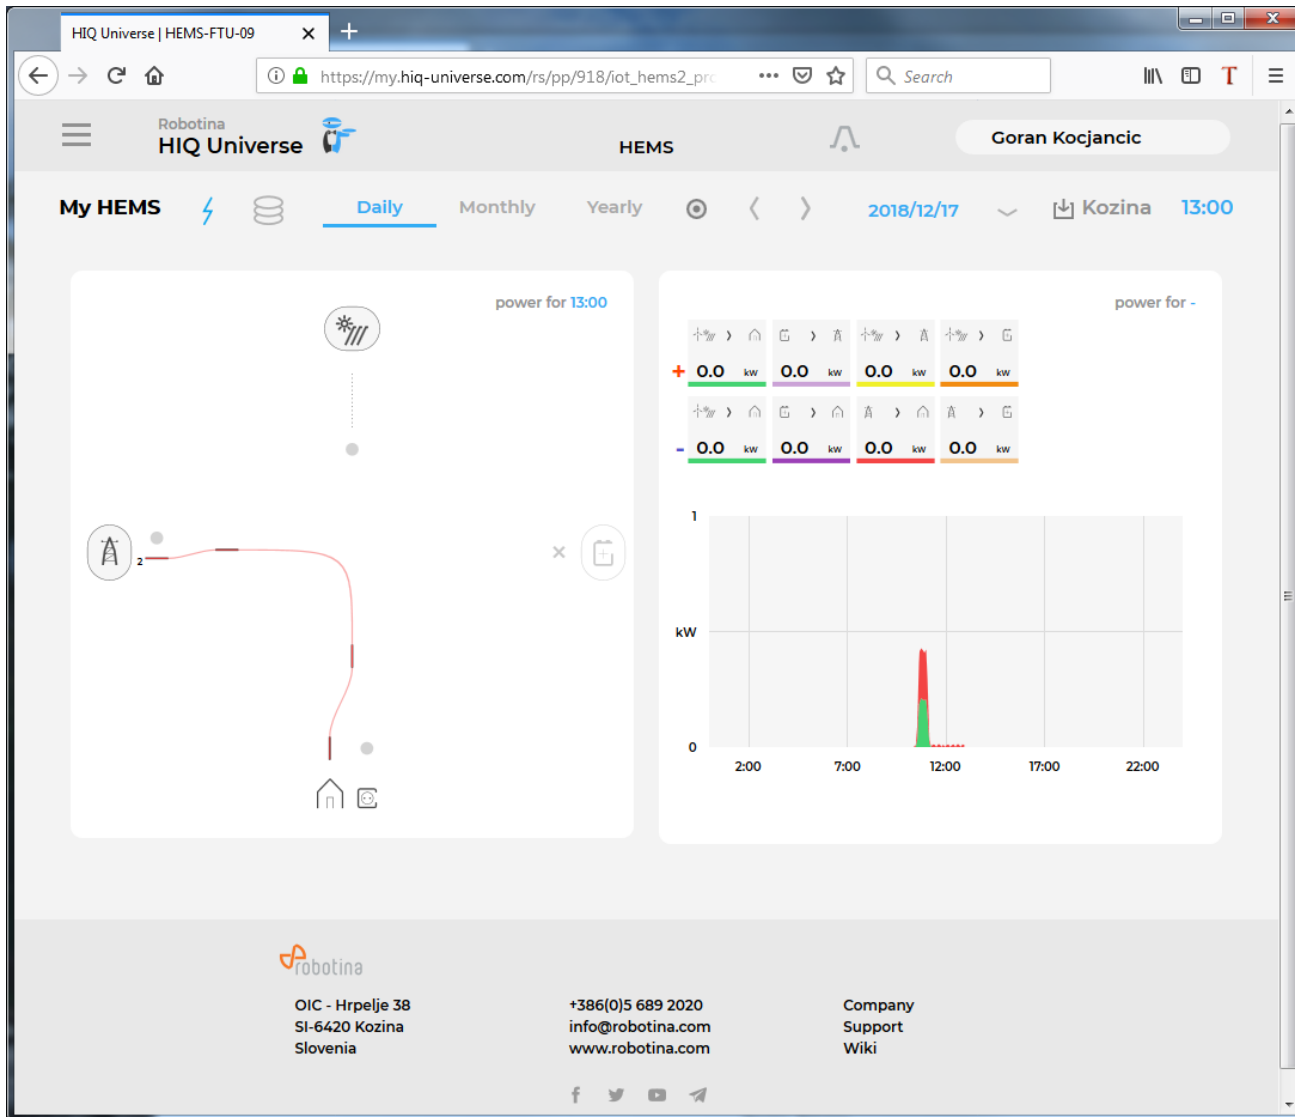 HIQ Universe | HEMS-FTU-09
https://my.hiq-universe.com/rs/pp/918/iot_hems2_pro
Search
T
Robotina
HIQ Universe
HEMS
Goran Kocjancic
My HEMS
Daily
Monthly
Yearly
2018/12/17
Kozina
13:00
power for 13:00
2
power for -
+ 0.0 kw 0.0 kw 0.0 kw 0.0 kw
- 0.0 kw 0.0 kw 0.0 kw 0.0 kw
1
kW
0
2:00 7:00 12:00 17:00 22:00
robotina
OIC - Hrpelje 38
SI-6420 Kozina
Slovenia
+386(0)5 689 2020
info@robotina.com
www.robotina.com
Company
Support
Wiki